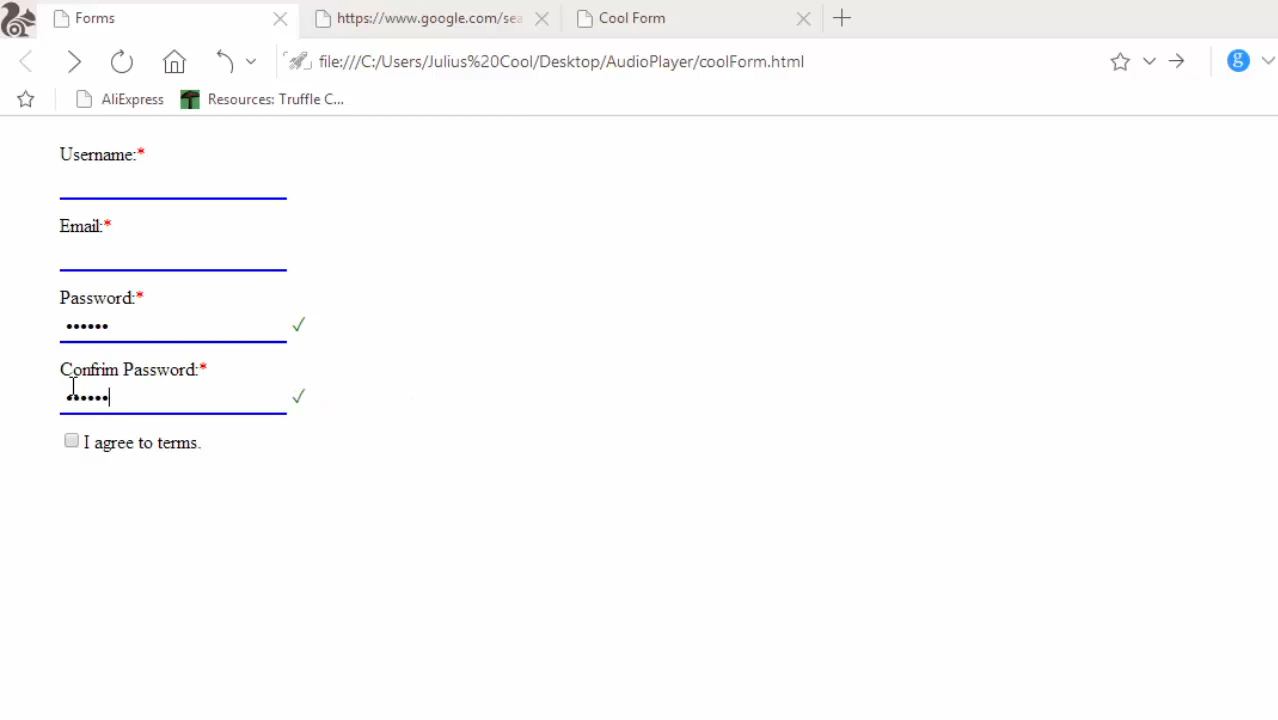 Forms
https://www.google.com/sea
Cool Form
file:///C:/Users/Julius%20Cool/Desktop/AudioPlayer/coolForm.html
g
AliExpress
Resources: Truffle C...
Username:*
Email:*
Password:*
••••••
Confrim Password:*
••••••
I agree to terms.